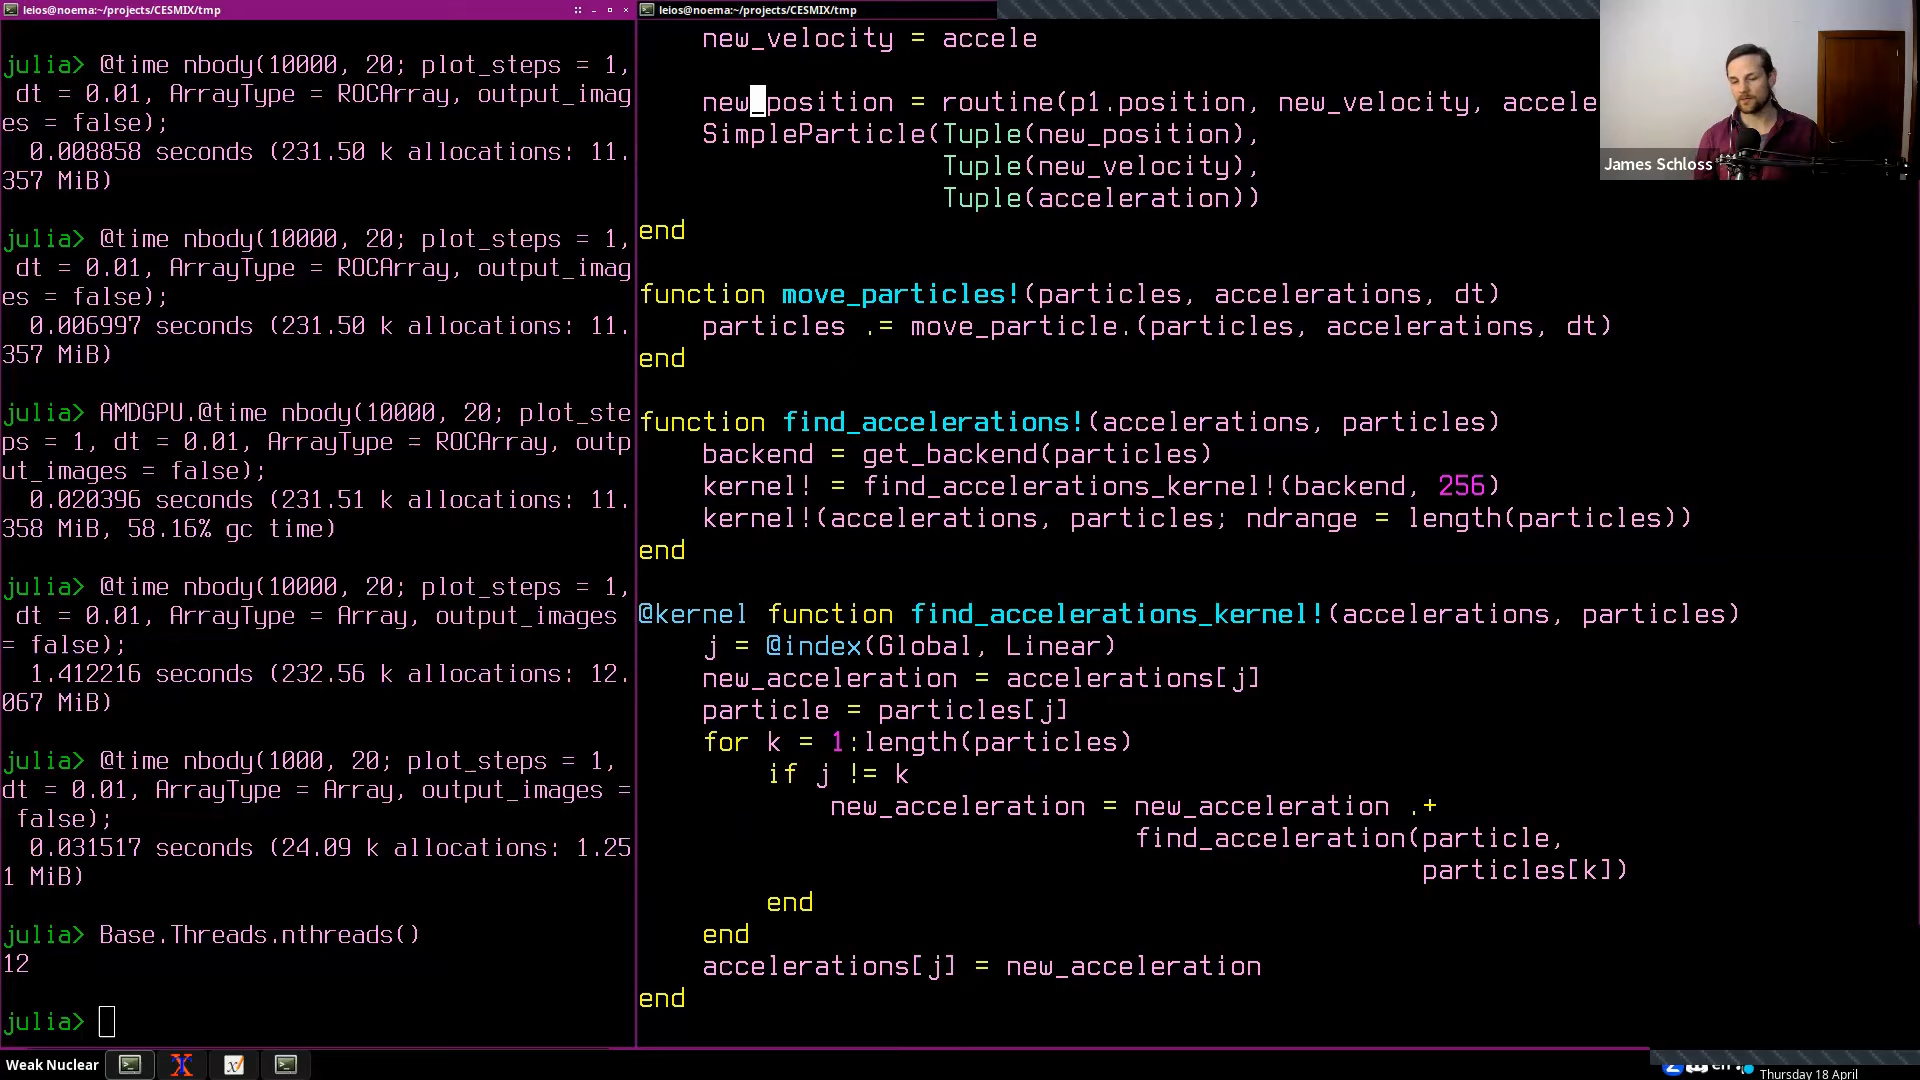 leios@noema:~/projects/CESMIX/tmp
julia> @time nbody(10000, 20; plot_steps = 1,
dt = 0.01, ArrayType = ROCArray, output_imag
es = false);
0.008858 seconds (231.50 k allocations: 11.
357 MiB)
julia> @time nbody(10000, 20; plot_steps = 1,
dt = 0.01, ArrayType = ROCArray, output_imag
es = false);
0.006997 seconds (231.50 k allocations: 11.
357 MiB)
julia> AMDGPU.@time nbody(10000, 20; plot_ste
ps = 1, dt = 0.01, ArrayType = ROCArray, outp
ut_images = false);
0.020396 seconds (231.51 k allocations: 11.
358 MiB, 58.16% gc time)
julia> @time nbody(10000, 20; plot_steps = 1,
dt = 0.01, ArrayType = Array, output_images
= false);
1.412216 seconds (232.56 k allocations: 12.
067 MiB)
julia> @time nbody(1000, 20; plot_steps = 1,
dt = 0.01, ArrayType = Array, output_images =
false);
0.031517 seconds (24.09 k allocations: 1.25
1 MiB)
julia> Base.Threads.nthreads()
12
julia>
leios@noema:~/projects/CESMIX/tmp
new_velocity = accele
new_position = routine(p1.position, new_velocity, accele
SimpleParticle(Tuple(new_position),
Tuple(new_velocity),
Tuple(acceleration))
end
function move_particles!(particles, accelerations, dt)
particles .= move_particle.(particles, accelerations, dt)
end
function find_accelerations!(accelerations, particles)
backend = get_backend(particles)
kernel! = find_accelerations_kernel!(backend, 256)
kernel!(accelerations, particles; ndrange = length(particles))
end
@kernel function find_accelerations_kernel!(accelerations, particles)
j = @index(Global, Linear)
new_acceleration = accelerations[j]
particle = particles[j]
for k = 1:length(particles)
if j != k
new_acceleration = new_acceleration .+
find_acceleration(particle,
particles[k])
end
end
accelerations[j] = new_acceleration
end
James Schloss
Weak Nuclear
Thursday 18 April